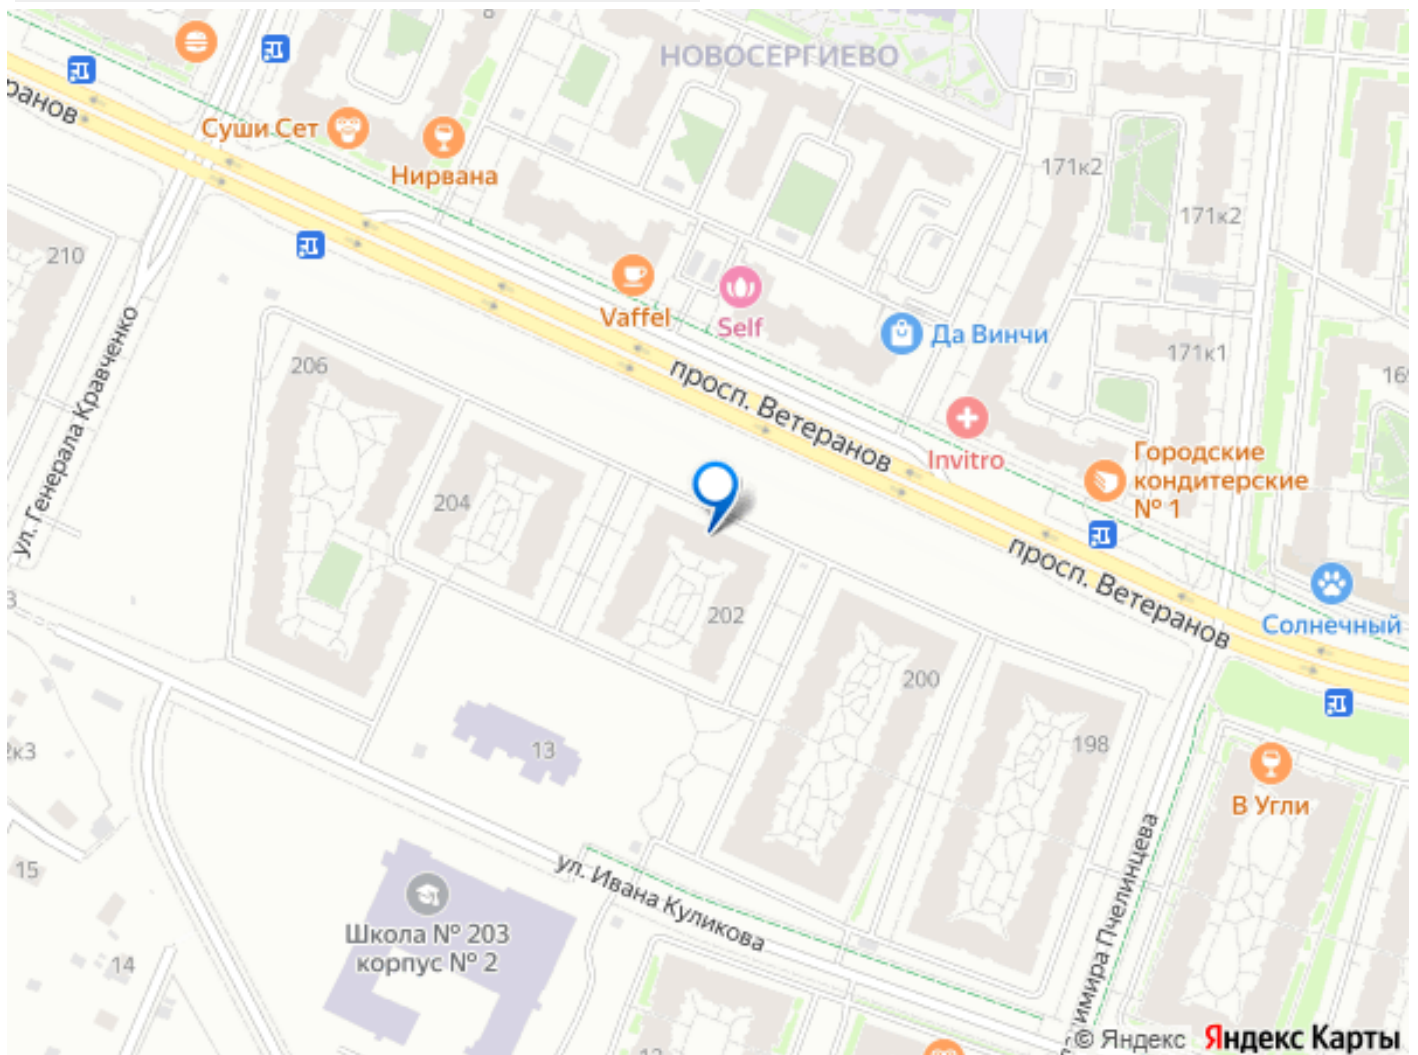 8
НОВОСЕРГИЕВО
Суши Сет
Нирвана
171к2
171к2
210
Vaffel
Self
Да Винчи
171к1
206
ул. Генерала Кравченко
просп. Ветеранов
Invitro
Городские
кондитерские
№ 1
204
просп. Ветеранов
202
Солнечный
200
198
13
В Угли
15
ул. Ивана Куликова
Школа № 203
корпус № 2
14
© Яндекс Яндекс Карты